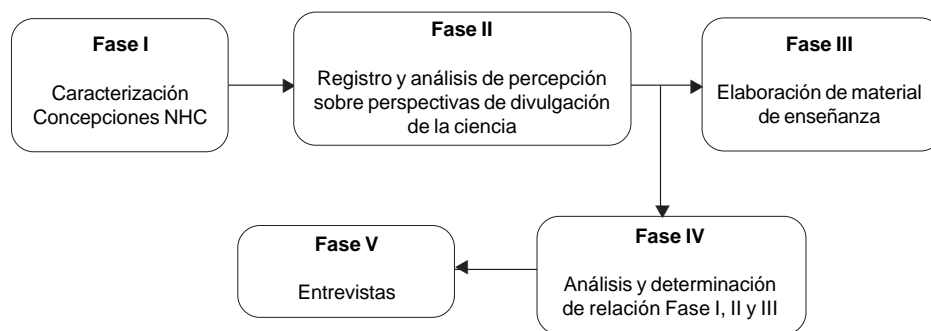 Fase I
Caracterización
Concepciones NHC
Fase II
Registro y análisis de percepción
sobre perspectivas de divulgación
de la ciencia
Fase III
Elaboración de material
de enseñanza
Fase IV
Análisis y determinación
de relación Fase I, II y III
Fase V
Entrevistas